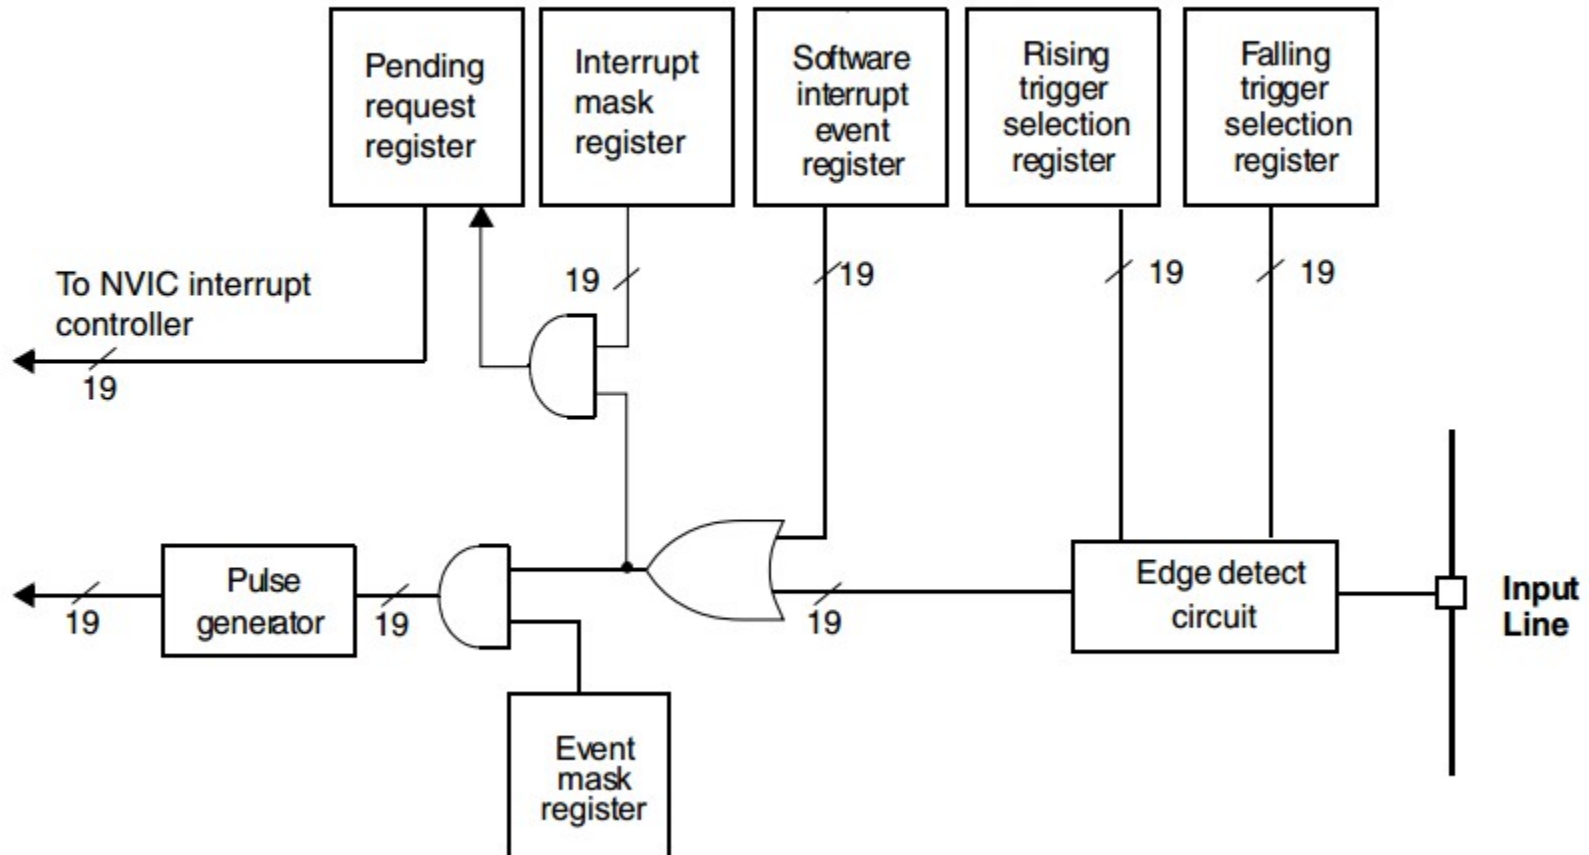 Pending
request
register
Interrupt
mask
register
Software
interrupt
event
register
Rising
trigger
selection
register
Falling
trigger
selection
register
To NVIC interrupt
controller
19
19
19
19
19
Edge detect
circuit
Input
Line
Pulse
generator
19
19
19
Event
mask
register